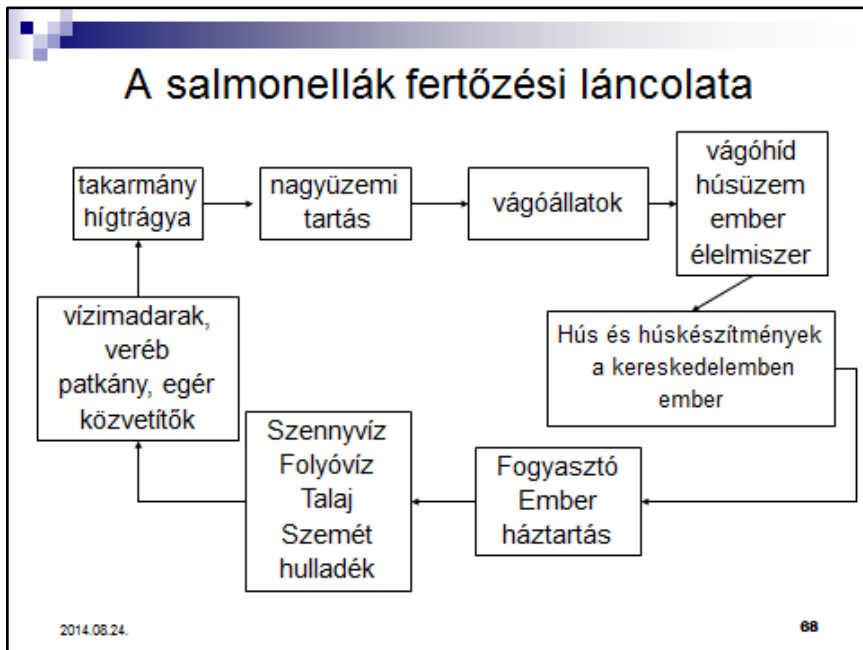 A salmonellák fertőzési láncolata
takarmány
hígtrágya
nagyüzemi
tartás
vágóállatok
vágóhíd
húsüzem
ember
élelmiszer
Hús és húskészítmények
a kereskedelemben
ember
Fogyasztó
Ember
háztartás
Szennyvíz
Folyóvíz
Talaj
Szemét
hulladék
vízimadarak,
veréb
patkány, egér
közvetítők
2014.08.24.
68